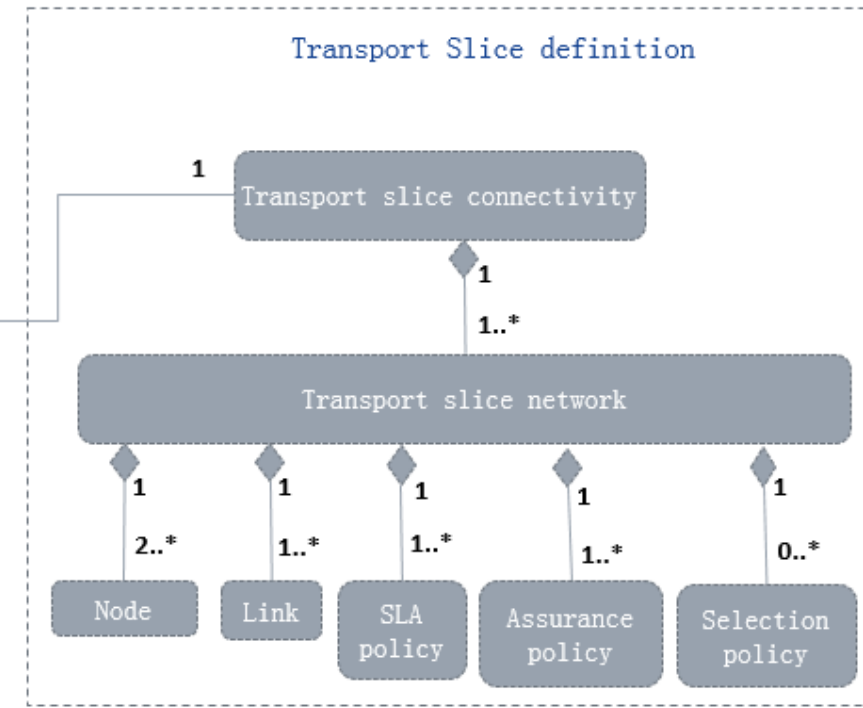 Transport Slice definition
1
Transport slice connectivity
1
1..*
Transport slice network
1
1
1
1
1
2..*
1..*
1..*
1..*
0..*
Node
Link
SLA
policy
Assurance
policy
Selection
policy